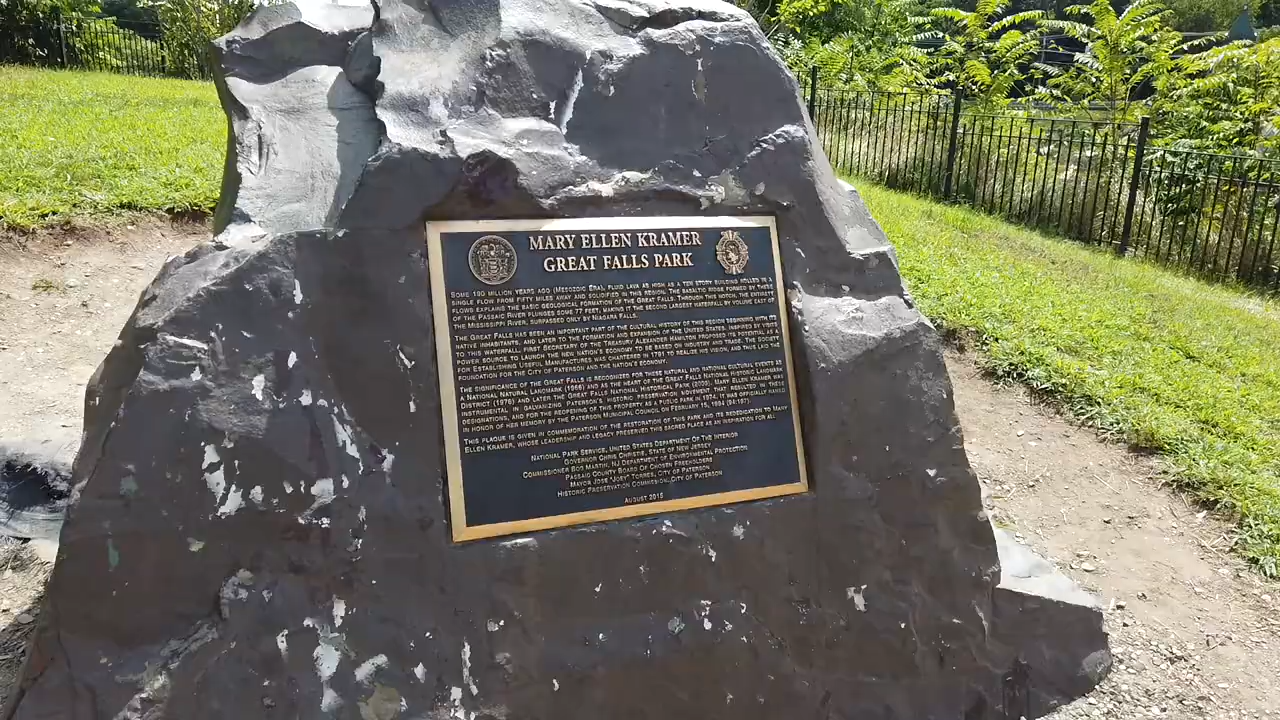 MARY ELLEN KRAMER
GREAT FALLS PARK
SOME 190 MILLION YEARS AGO (MESOZOIC ERA), FLUID LAVA AS HIGH AS A TEN STORY BUILDING ROLLED IN A
SINGLE FLOW FROM FIFTY MILES AWAY AND SOLIDIFIED IN THIS REGION. THE BASALTIC RIDGE FORMED BY THESE
FLOWS EXPLAINS THE BASIC GEOLOGICAL FORMATION OF THE GREAT FALLS. THROUGH THIS NOTCH, THE ENTIRETY
OF THE PASSAIC RIVER PLUNGES SOME 77 FEET, MAKING IT THE SECOND LARGEST WATERFALL BY VOLUME EAST OF
THE MISSISSIPPI RIVER, SURPASSED ONLY BY NIAGARA FALLS.
THE GREAT FALLS HAS BEEN AN IMPORTANT PART OF THE CULTURAL HISTORY OF THIS REGION BEGINNING WITH ITS
NATIVE INHABITANTS, AND LATER TO THE FORMATION AND EXPANSION OF THE UNITED STATES. INSPIRED BY VISITS
TO THIS WATERFALL, FIRST SECRETARY OF THE TREASURY ALEXANDER HAMILTON PROPOSED ITS POTENTIAL AS A
POWER SOURCE TO LAUNCH THE NEW NATION'S ECONOMY TO BE BASED ON INDUSTRY AND TRADE. THE SOCIETY
FOR ESTABLISHING USEFUL MANUFACTURES WAS CHARTERED IN 1791 TO REALIZE HIS VISION, AND THUS LAID THE
FOUNDATION FOR THE CITY OF PATERSON AND THE NATION'S ECONOMY.
THE SIGNIFICANCE OF THE GREAT FALLS IS RECOGNIZED FOR THESE NATURAL AND NATIONAL CULTURAL EVENTS AS
A NATIONAL NATURAL LANDMARK (1966) AND AS THE HEART OF THE GREAT FALLS NATIONAL HISTORIC LANDMARK
DISTRICT (1976) AND LATER THE GREAT FALLS NATIONAL HISTORICAL PARK (2009). MARY ELLEN KRAMER WAS
INSTRUMENTAL IN GALVANIZING PATERSON'S HISTORIC PRESERVATION MOVEMENT THAT RESULTED IN THESE
DESIGNATIONS, AND FOR THE REOPENING OF THIS PROPERTY AS A PUBLIC PARK IN 1974. IT WAS OFFICIALLY NAMED
IN HONOR OF HER MEMORY BY THE PATERSON MUNICIPAL COUNCIL ON FEBRUARY 15, 1994 (94:157)
THIS PLAQUE IS GIVEN IN COMMEMORATION OF THE RESTORATION OF THIS PARK AND ITS REDEDICATION TO MARY
ELLEN KRAMER, WHOSE LEADERSHIP AND LEGACY PRESERVED THIS SACRED PLACE AS AN INSPIRATION FOR ALL.
NATIONAL PARK SERVICE, UNITED STATES DEPARTMENT OF THE INTERIOR
GOVERNOR CHRIS CHRISTIE, STATE OF NEW JERSEY
COMMISSIONER BOB MARTIN, NJ DEPARTMENT OF ENVIRONMENTAL PROTECTION
PASSAIC COUNTY BOARD OF CHOSEN FREEHOLDERS
MAYOR JOSE "JOEY" TORRES, CITY OF PATERSON
HISTORIC PRESERVATION COMMISSION, CITY OF PATERSON
AUGUST 2015